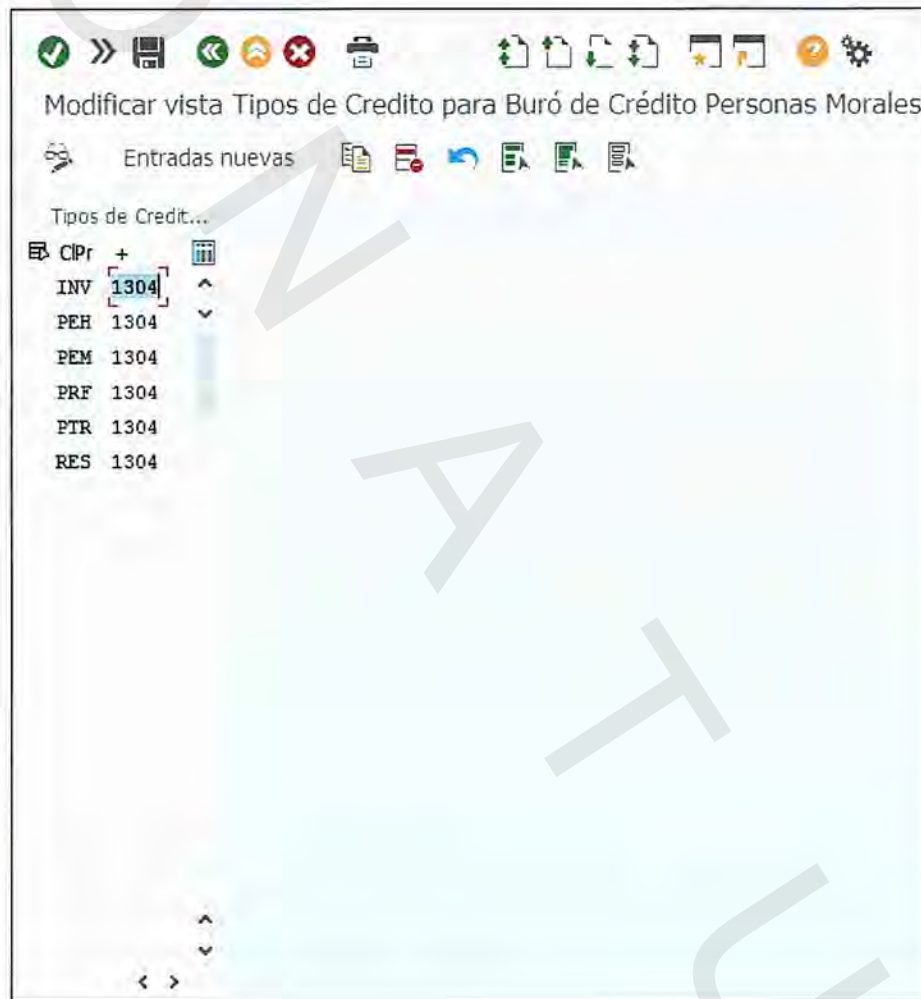 Modificar vista Tipos de Credito para Buró de Crédito Personas Morales
Entradas nuevas
Tipos de Credit...
ClPr +
INV 1304
PEH 1304
PEM 1304
PRF 1304
PTR 1304
RES 1304
N
A
T
U